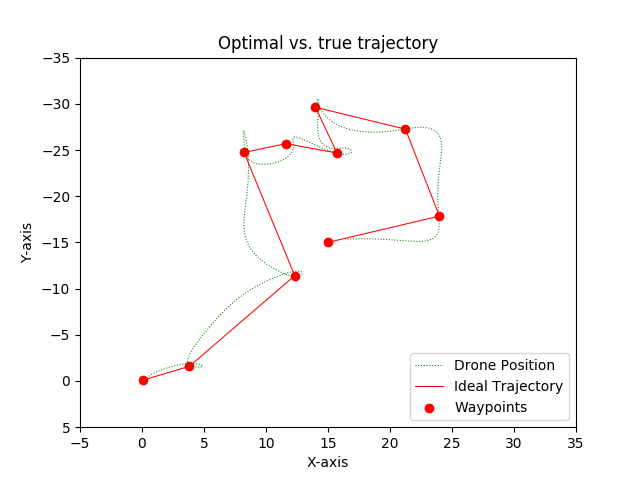 Optimal vs. true trajectory
−35
−30
−25
−20
−15
−10
−5
0
5
Y-axis
−5 0 5 10 15 20 25 30 35
X-axis
Drone Position
Ideal Trajectory
Waypoints